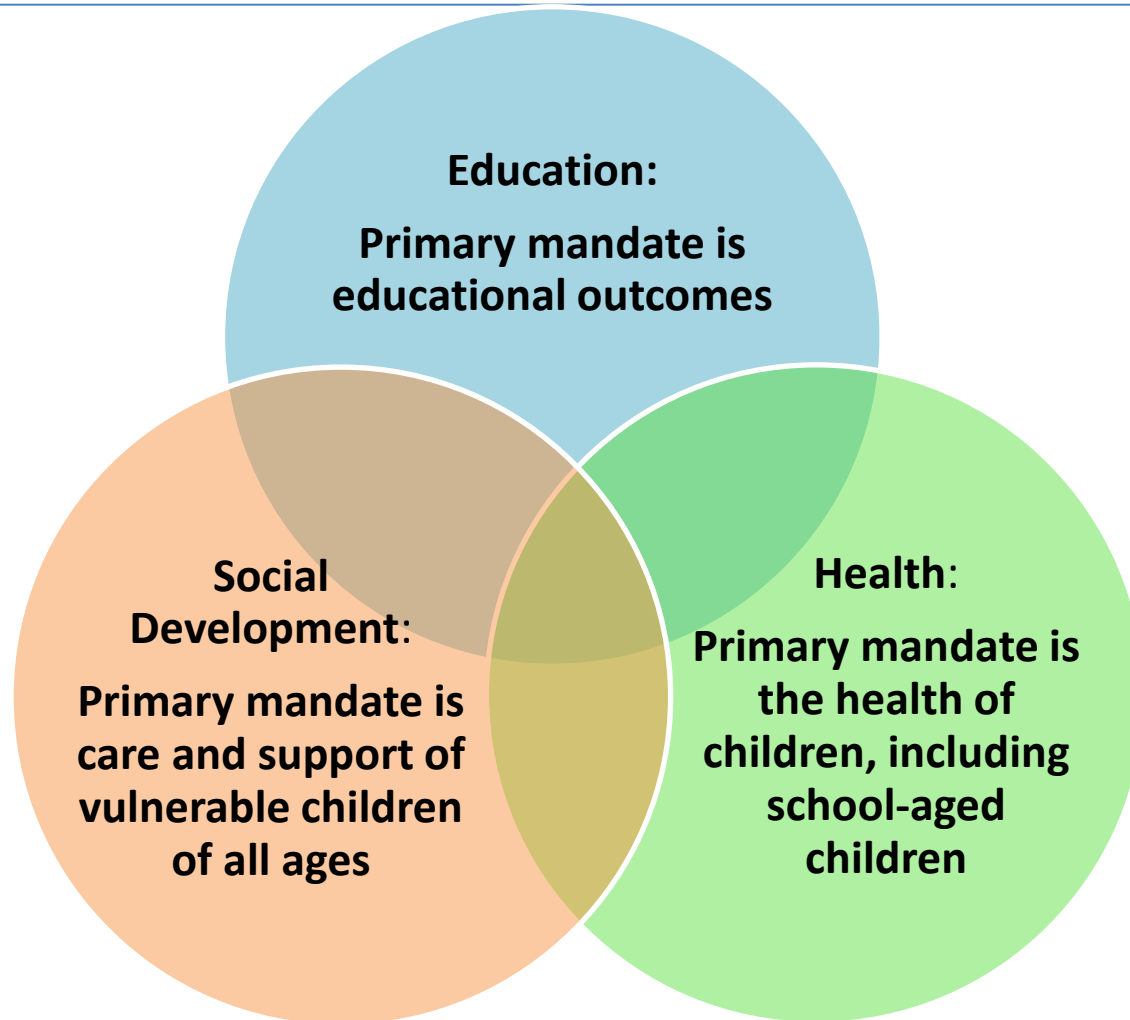 Education:
Primary mandate is
educational outcomes
Social
Development:
Primary mandate is
care and support of
vulnerable children
of all ages
Health:
Primary mandate is
the health of
children, including
school-aged
children